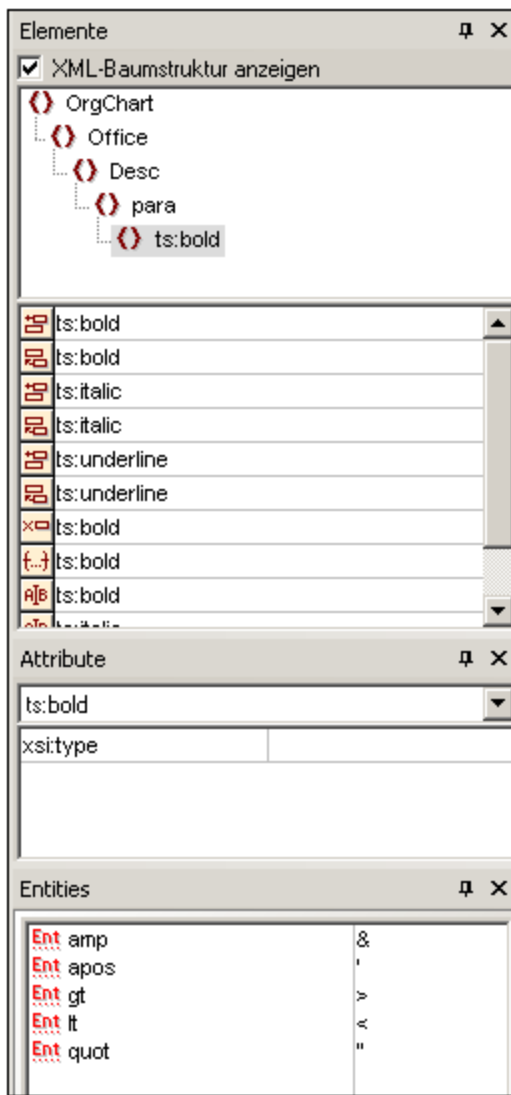 Elemente
XML-Baumstruktur anzeigen
OrgChart
Office
Desc
para
ts:bold
ts:bold
ts:bold
ts:italic
ts:italic
ts:underline
ts:underline
ts:bold
{...} ts:bold
A|B ts:bold
ts:italic
Attribute
ts:bold
xsi:type
Entities
Ent amp &
Ent apos '
Ent gt >
Ent lt <
Ent quot "